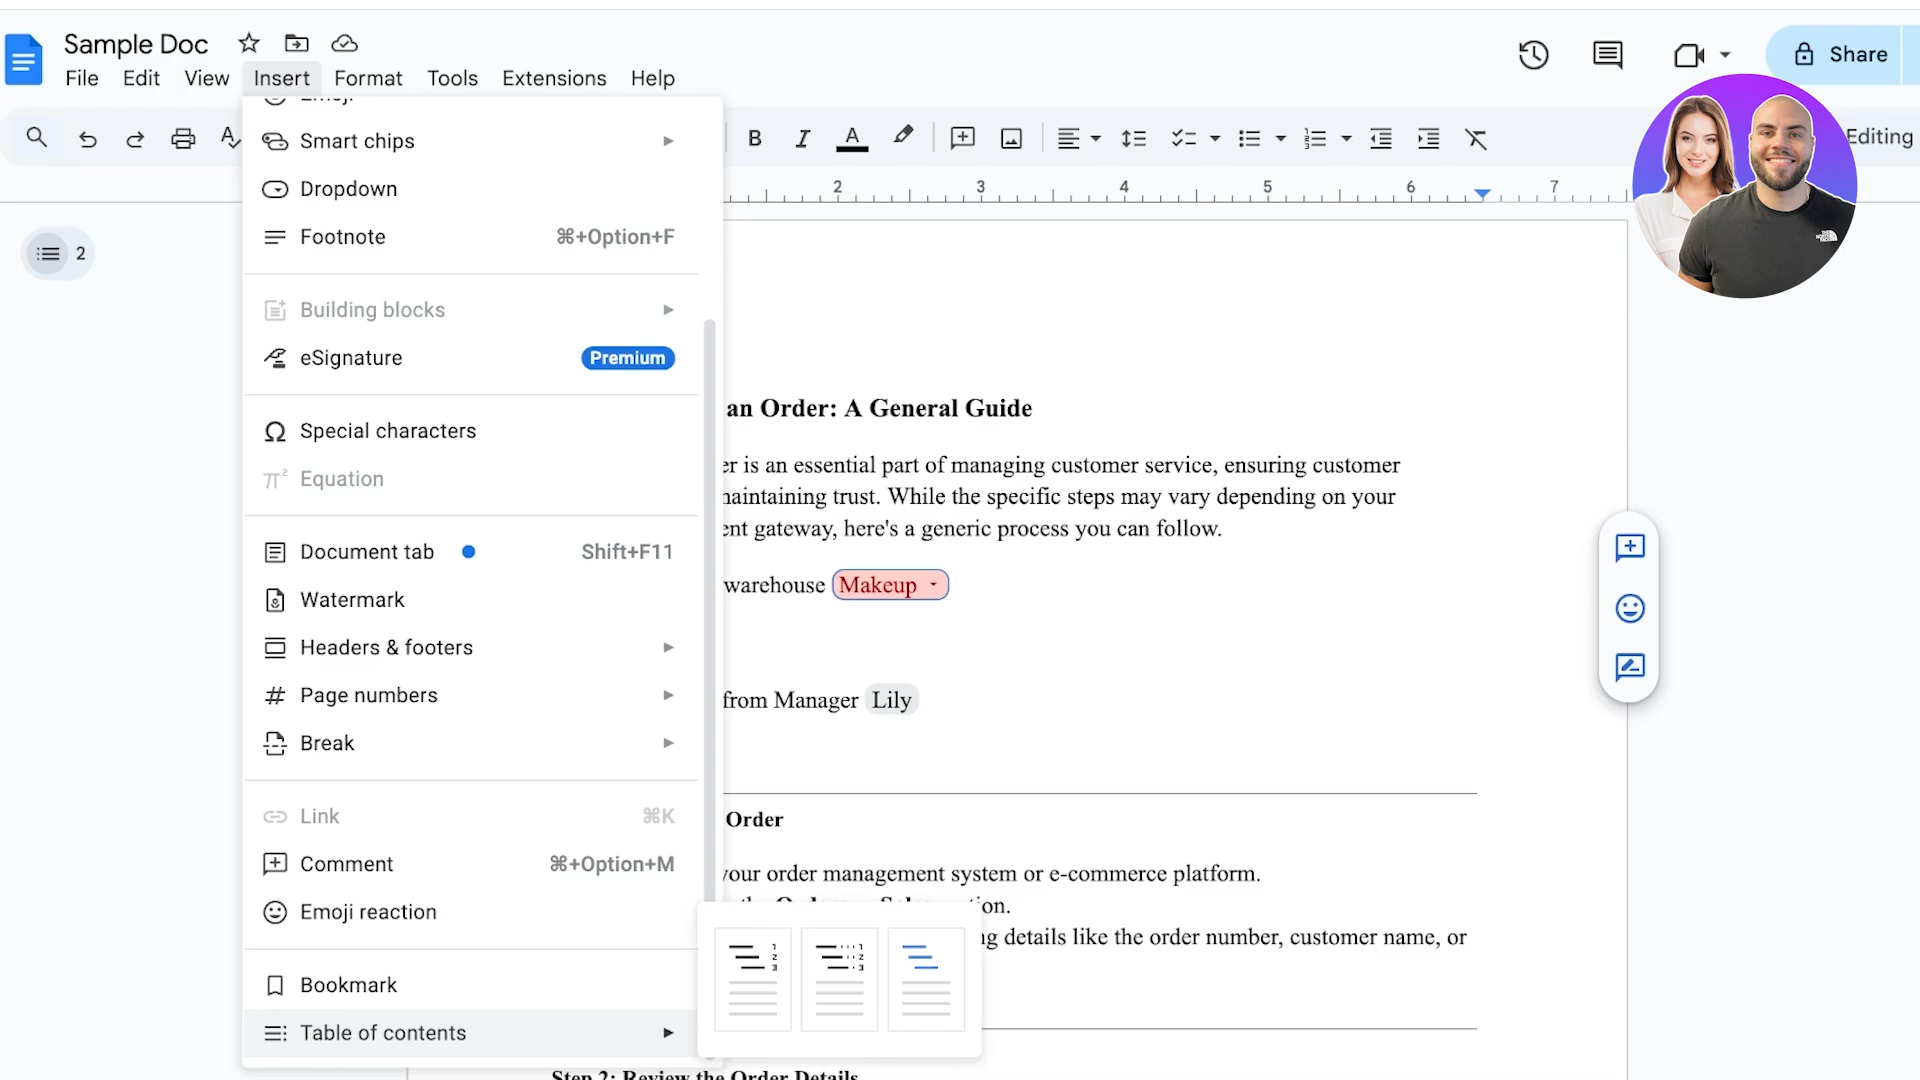 Sample Doc
File Edit View Insert Format Tools Extensions Help
Share
Editing
2 3 4 5 6 7
2
Emoji
Smart chips
Dropdown
Footnote ⌘+Option+F
Building blocks
eSignature Premium
Special characters
Equation
Document tab Shift+F11
Watermark
Headers & footers
Page numbers
Break
Link ⌘K
Comment ⌘+Option+M
Emoji reaction
Bookmark
Table of contents
an Order: A General Guide
er is an essential part of managing customer service, ensuring customer
maintaining trust. While the specific steps may vary depending on your
ent gateway, here's a generic process you can follow.
warehouse Makeup
from Manager Lily
Order
your order management system or e-commerce platform.
ion.
ng details like the order number, customer name, or
Step 2: Review the Order Details